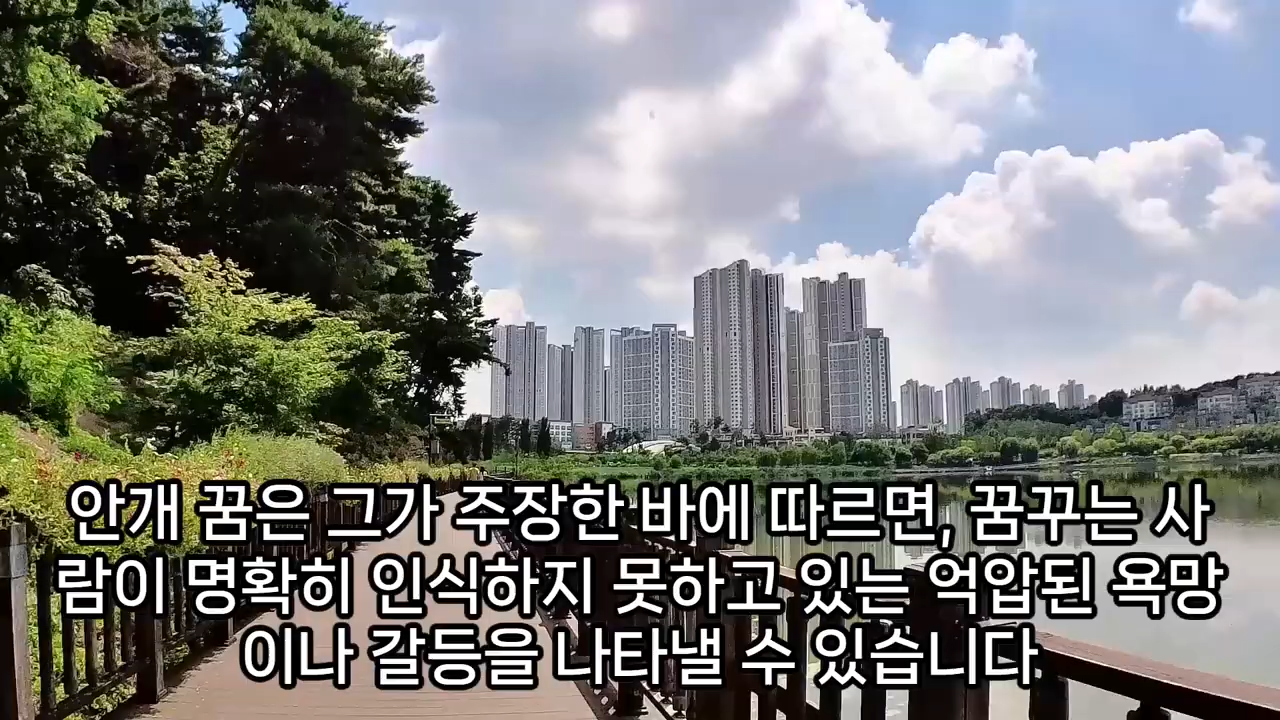 안개 꿈은 그가 주장한 바에 따르면, 꿈꾸는 사
람이 명확히 인식하지 못하고 있는 억압된 욕망
이나 갈등을 나타낼 수 있습니다